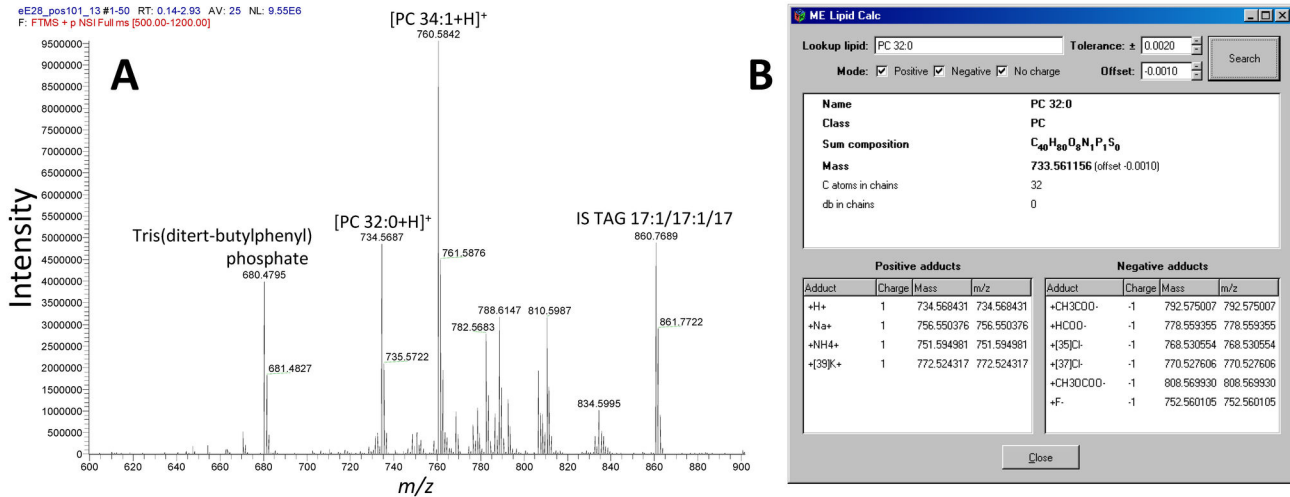 eE28_pos101_13 #1-50 RT: 0.14-2.93 AV: 25 NL: 9.55E6
F: FTMS + p NSI Full ms [500.00-1200.00]
A
[PC 34:1+H]+
760.5842
[PC 32:0+H]+
734.5687
IS TAG 17:1/17:1/17
860.7689
Tris(ditert-butylphenyl)
phosphate
680.4795
761.5876
788.6147
810.5987
782.5683
861.7722
735.5722
681.4827
834.5995
9500000
9000000
8500000
8000000
7500000
7000000
6500000
6000000
5500000
5000000
4500000
4000000
3500000
3000000
2500000
2000000
1500000
1000000
500000
0
Intensity
600 620 640 660 680 700 720 740 760 780 800 820 840 860 880 900
m/z
B
ME Lipid Calc
Lookup lipid: PC 32:0 Tolerance: ± 0.0020 Search
Mode: Positive Negative No charge Offset: -0.0010
Name PC 32:0
Class PC
Sum composition C40H80O8N1P1S0
Mass 733.561156 (offset -0.0010)
C atoms in chains 32
db in chains 0
Positive adducts
Adduct Charge Mass m/z
+H+ 1 734.568431 734.568431
+Na+ 1 756.550376 756.550376
+NH4+ 1 751.594981 751.594981
+[39]K+ 1 772.524317 772.524317
Negative adducts
Adduct Charge Mass m/z
+CH3COO- -1 792.575007 792.575007
+HCOO- -1 778.559355 778.559355
+[35]Cl- -1 768.530554 768.530554
+[37]Cl- -1 770.527606 770.527606
+CH3OCOO- -1 808.569930 808.569930
+F- -1 752.560105 752.560105
Close